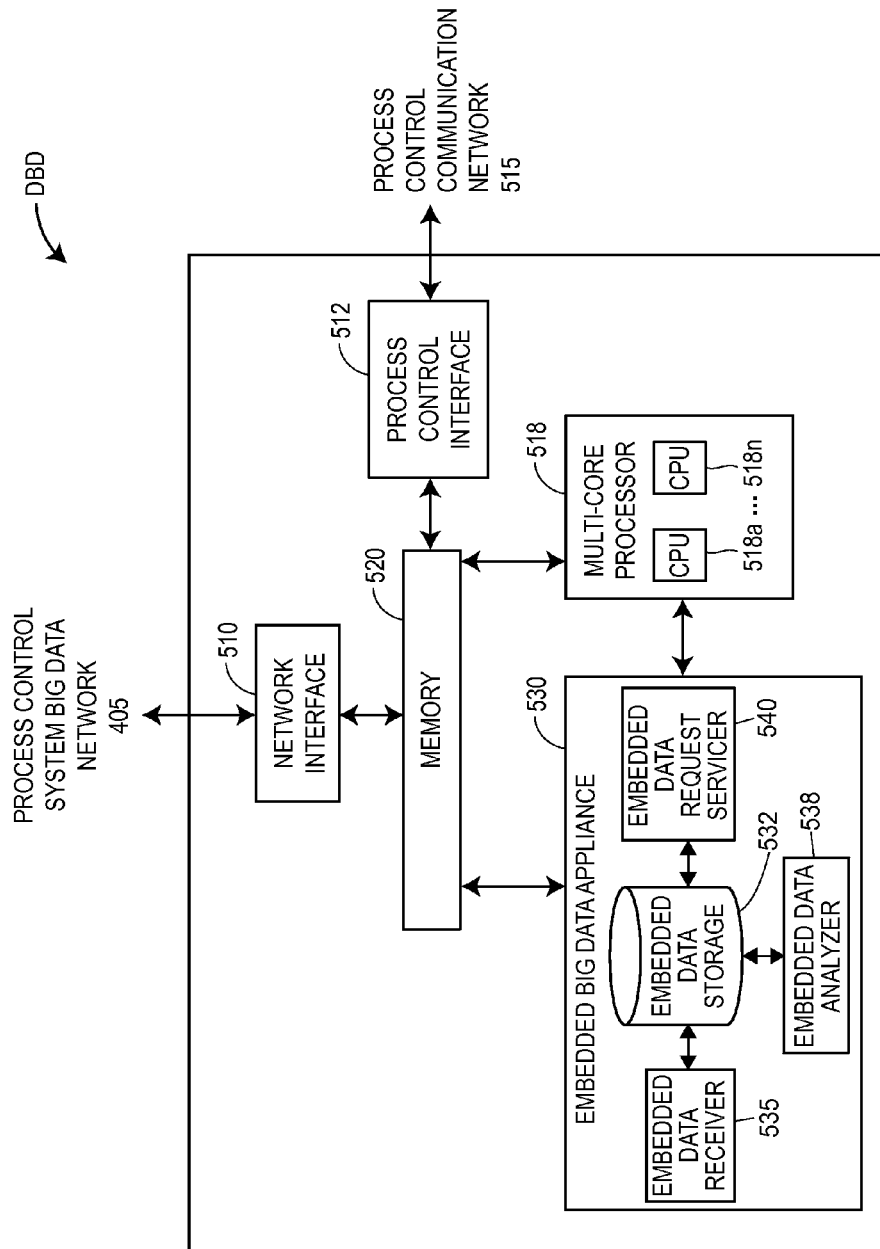 DBD
PROCESS CONTROL
SYSTEM BIG DATA
NETWORK
405
PROCESS
CONTROL
COMMUNICATION
NETWORK
515
510
NETWORK
INTERFACE
512
PROCESS
CONTROL
INTERFACE
520
MEMORY
518
MULTI-CORE
PROCESSOR
CPU
CPU
518a ... 518n
530
EMBEDDED BIG DATA APPLIANCE
EMBEDDED
DATA
RECEIVER
535
EMBEDDED
DATA
STORAGE
532
EMBEDDED
DATA
REQUEST
SERVICER
540
EMBEDDED DATA
ANALYZER
538